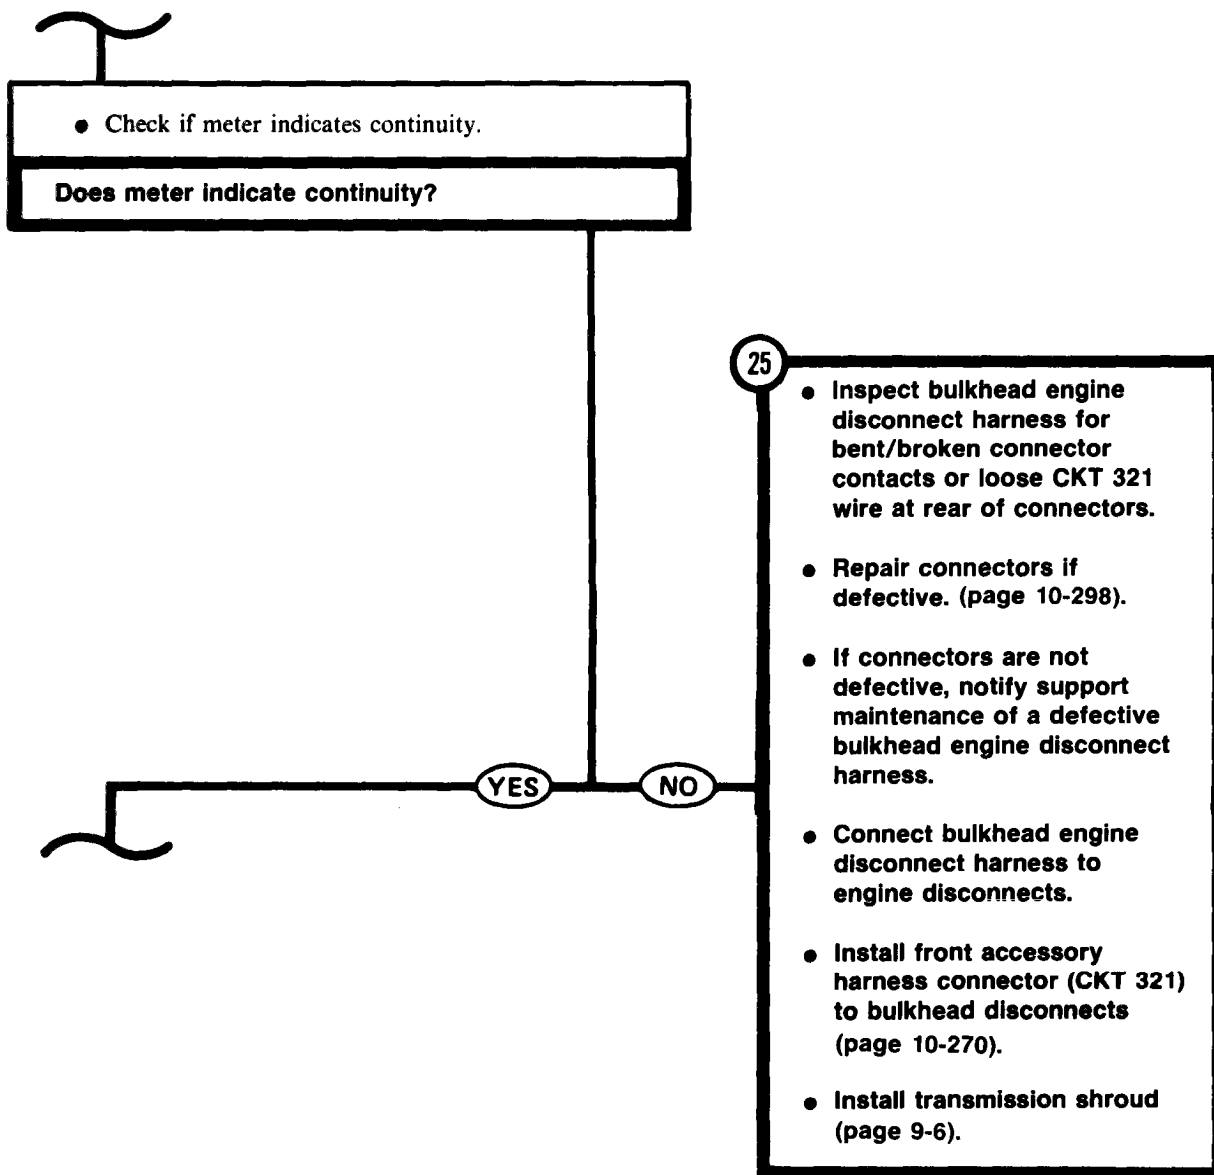 • Check if meter indicates continuity.
Does meter indicate continuity?
YES
NO
25
• Inspect bulkhead engine
disconnect harness for
bent/broken connector
contacts or loose CKT 321
wire at rear of connectors.
• Repair connectors if
defective. (page 10-298).
• If connectors are not
defective, notify support
maintenance of a defective
bulkhead engine disconnect
harness.
• Connect bulkhead engine
disconnect harness to
engine disconnects.
• Install front accessory
harness connector (CKT 321)
to bulkhead disconnects
(page 10-270).
• Install transmission shroud
(page 9-6).